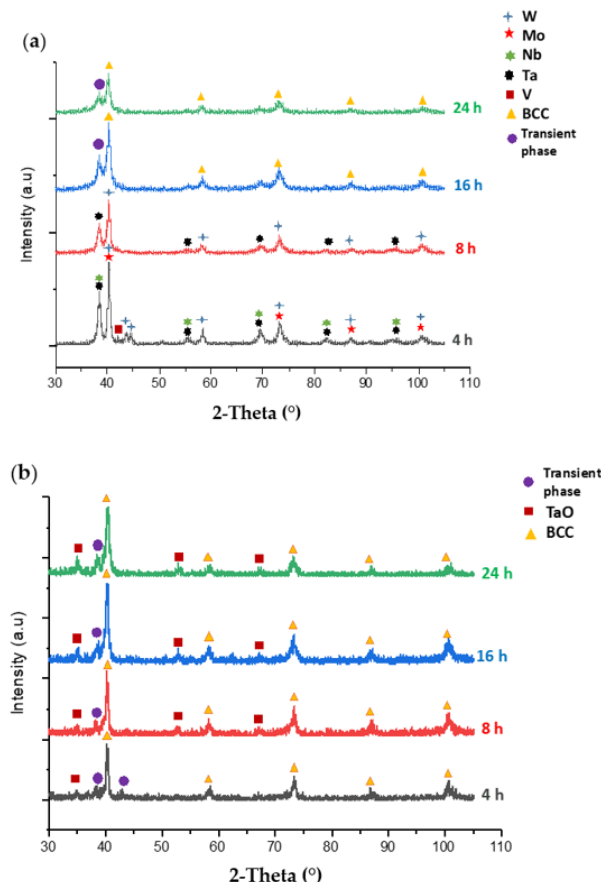 (a)
W
Mo
Nb
Ta
V
BCC
Transient
phase
24 h
16 h
8 h
4 h
Intensity (a.u)
30 40 50 60 70 80 90 100 110
2-Theta (°)
(b)
Transient
phase
TaO
BCC
24 h
16 h
8 h
4 h
Intensity (a.u)
30 40 50 60 70 80 90 100 110
2-Theta (°)